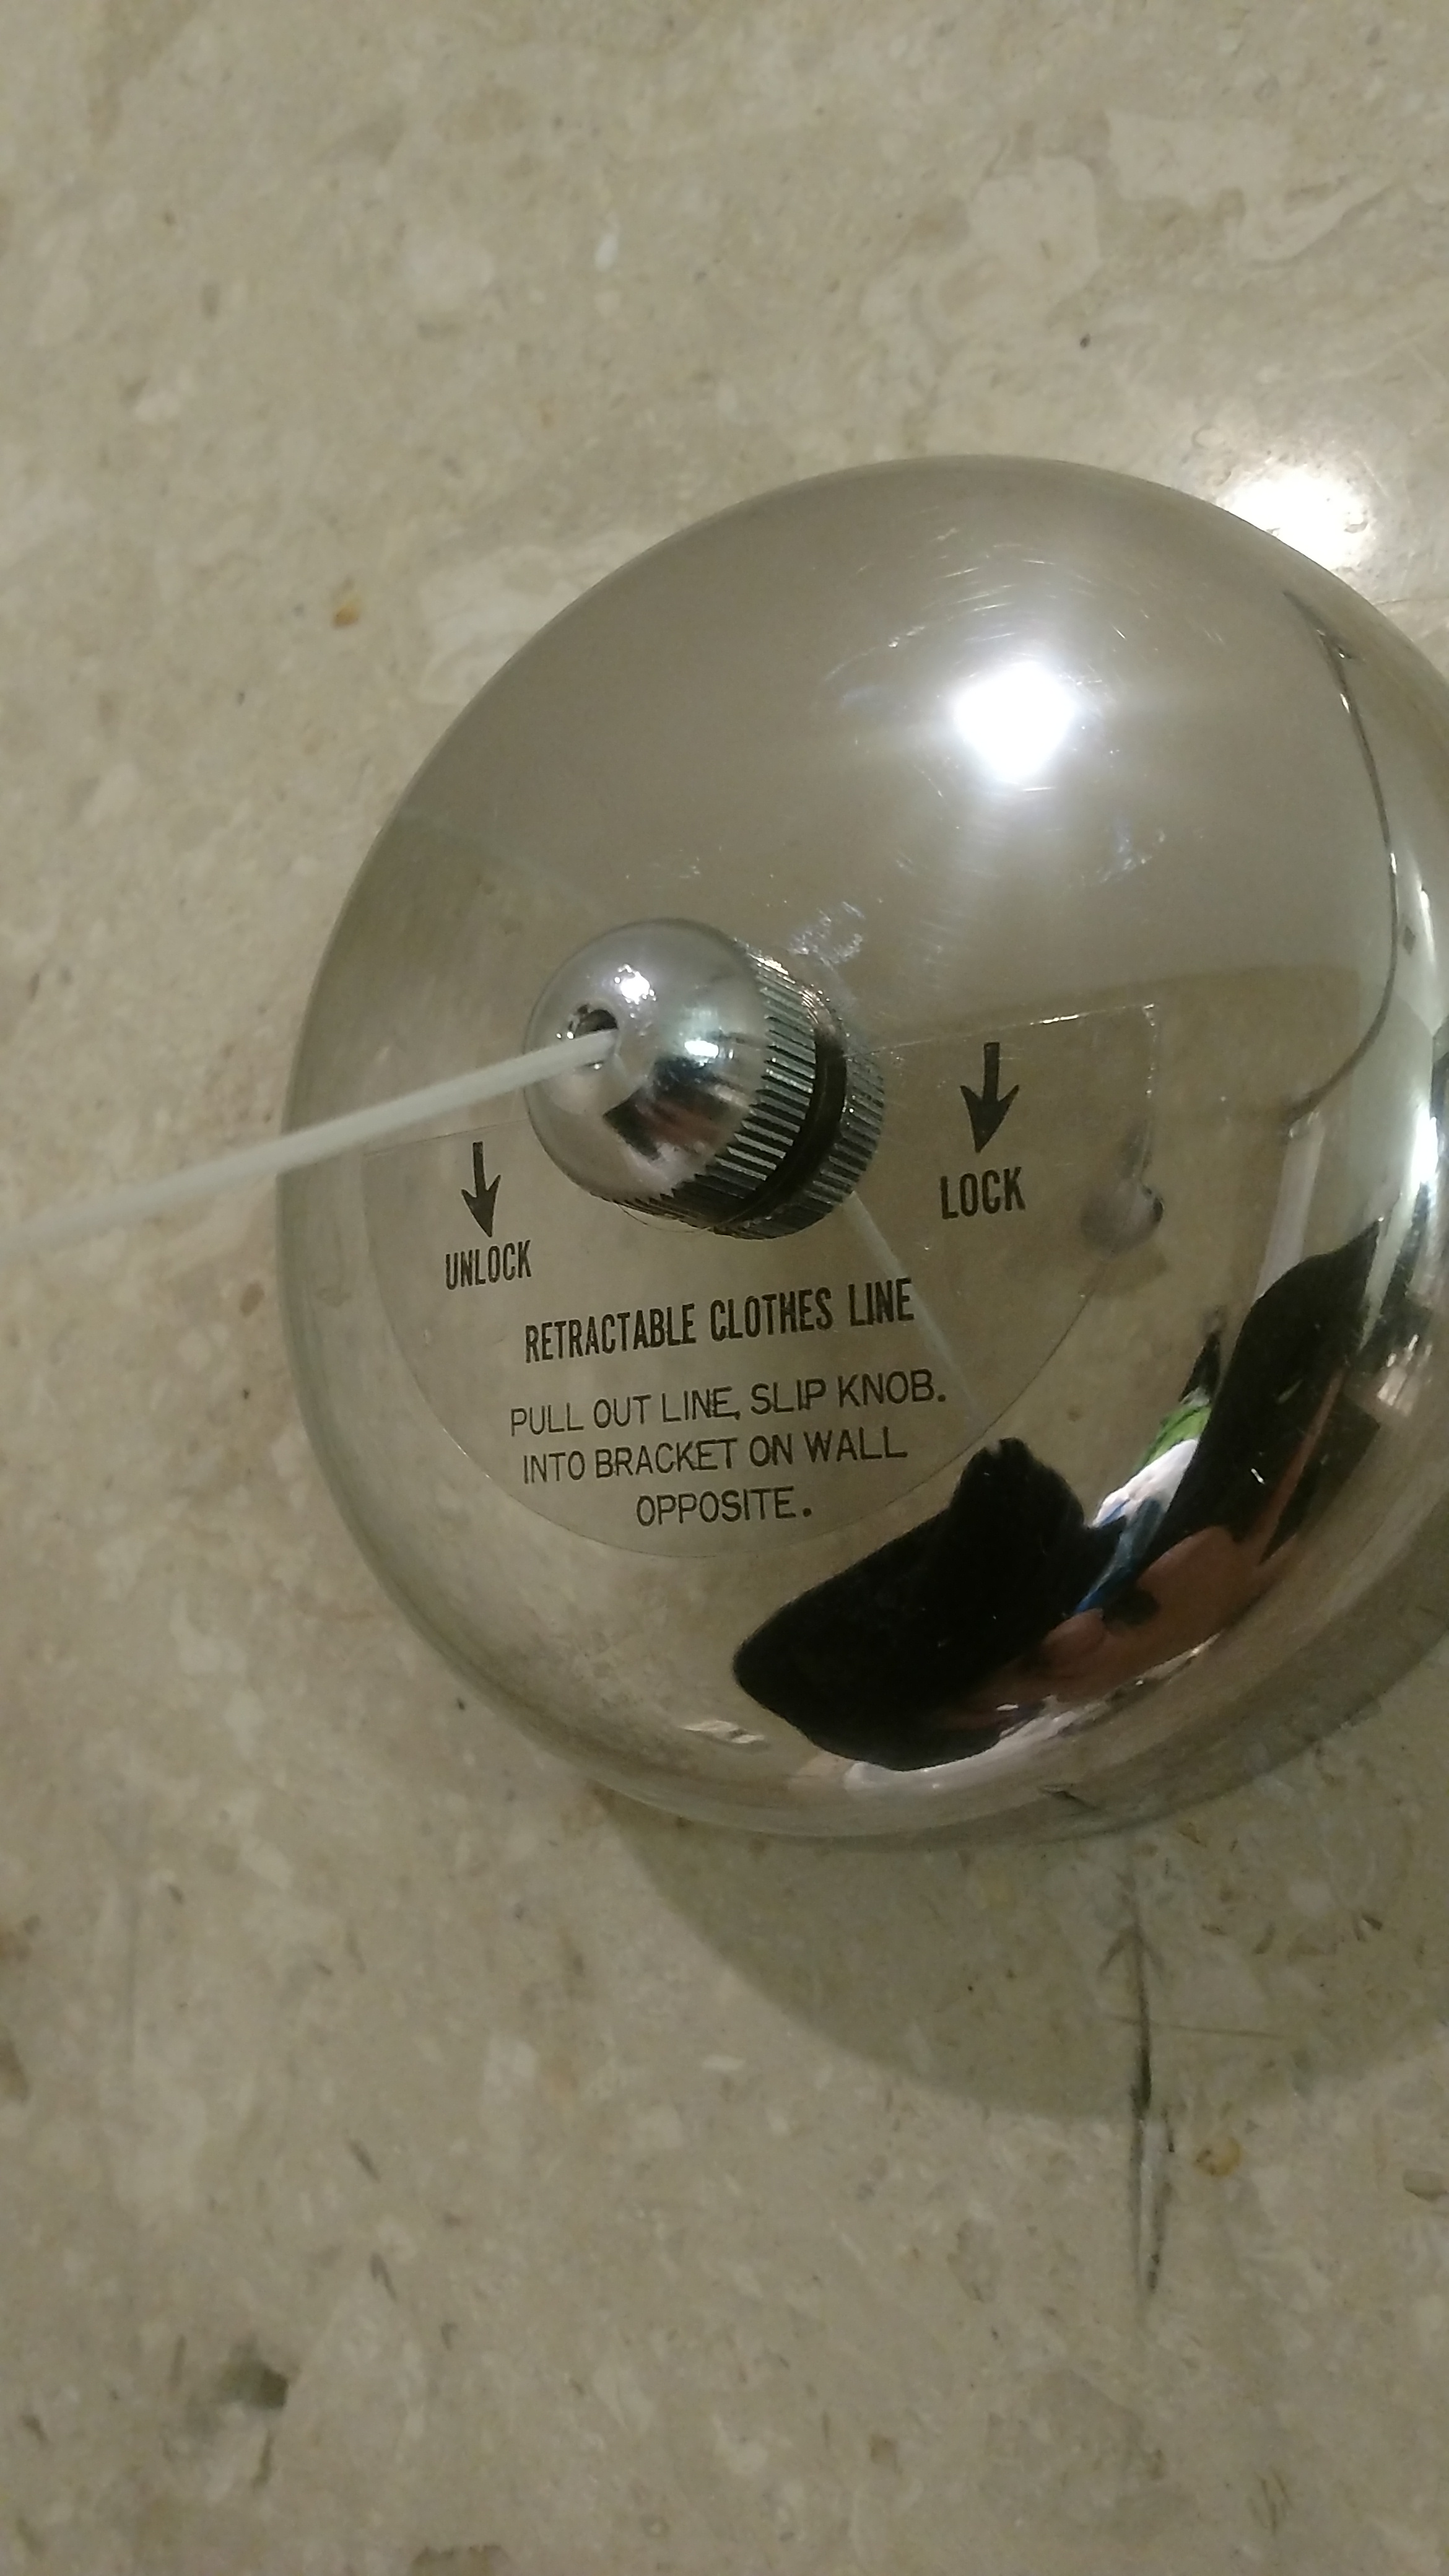 UNLOCK
LOCK
RETRACTABLE CLOTHES LINE
PULL OUT LINE, SLIP KNOB.
INTO BRACKET ON WALL
OPPOSITE.